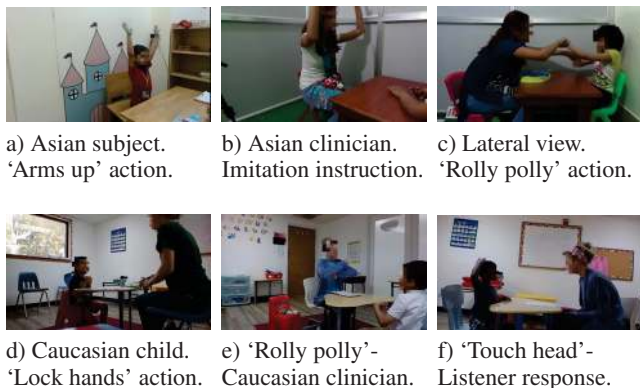 a) Asian subject.
'Arms up' action.
b) Asian clinician.
Imitation instruction.
c) Lateral view.
'Rolly polly' action.
d) Caucasian child.
'Lock hands' action.
e) 'Rolly polly'-
Caucasian clinician.
f) 'Touch head'-
Listener response.